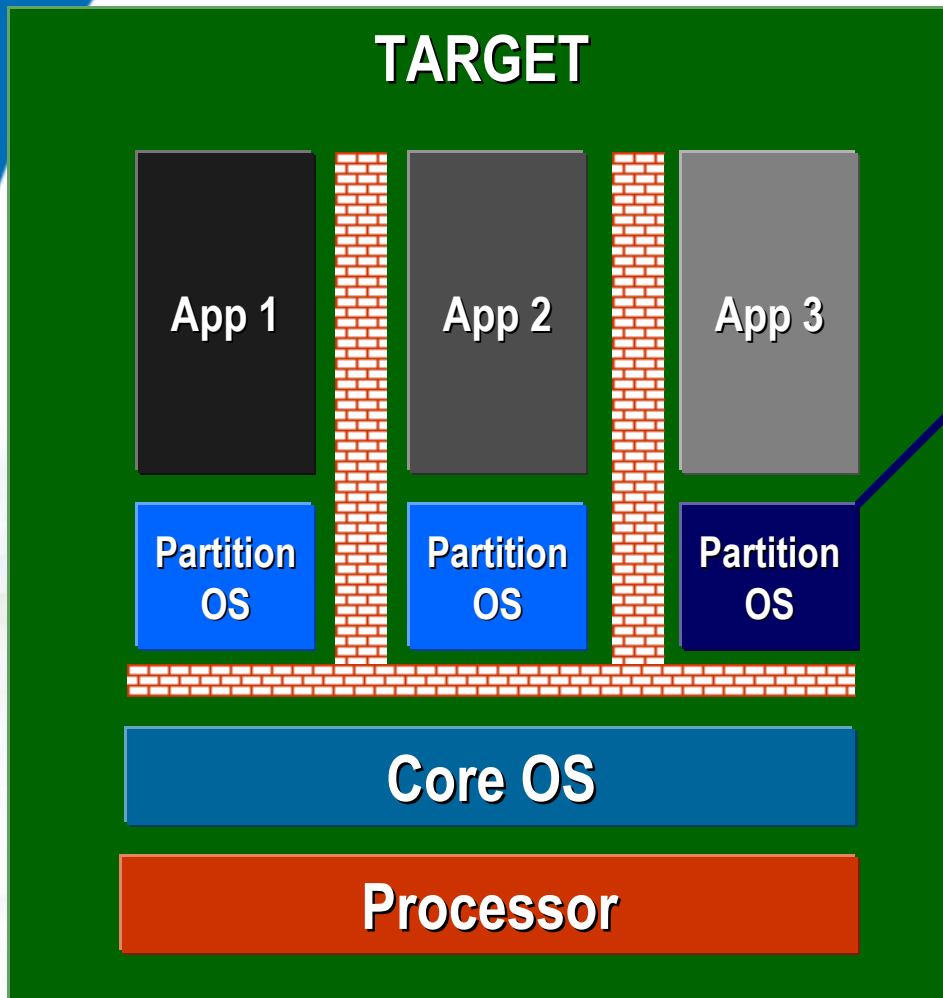 TARGET
App 1
App 2
App 3
Partition
OS
Partition
OS
Partition
OS
Core OS
Processor